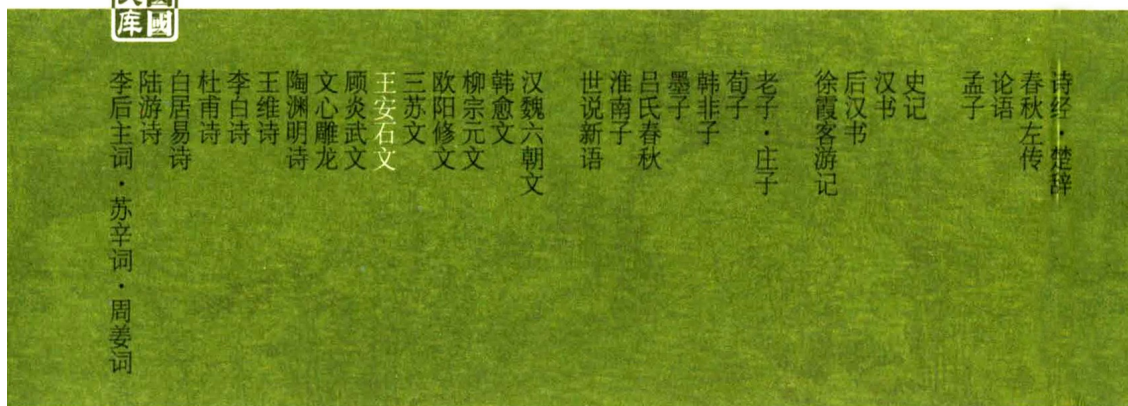 诗经·楚辞
春秋左传
论语
孟子
史记
汉书
后汉书
徐霞客游记
老子·庄子
荀子
韩非子
墨子
吕氏春秋
淮南子
世说新语
汉魏六朝文
韩愈文
柳宗元文
欧阳修文
三苏文
王安石文
顾炎武文
文心雕龙
陶渊明诗
王维诗
李白诗
杜甫诗
白居易诗
陆游诗
李后主词·苏辛词·周姜词
國
库